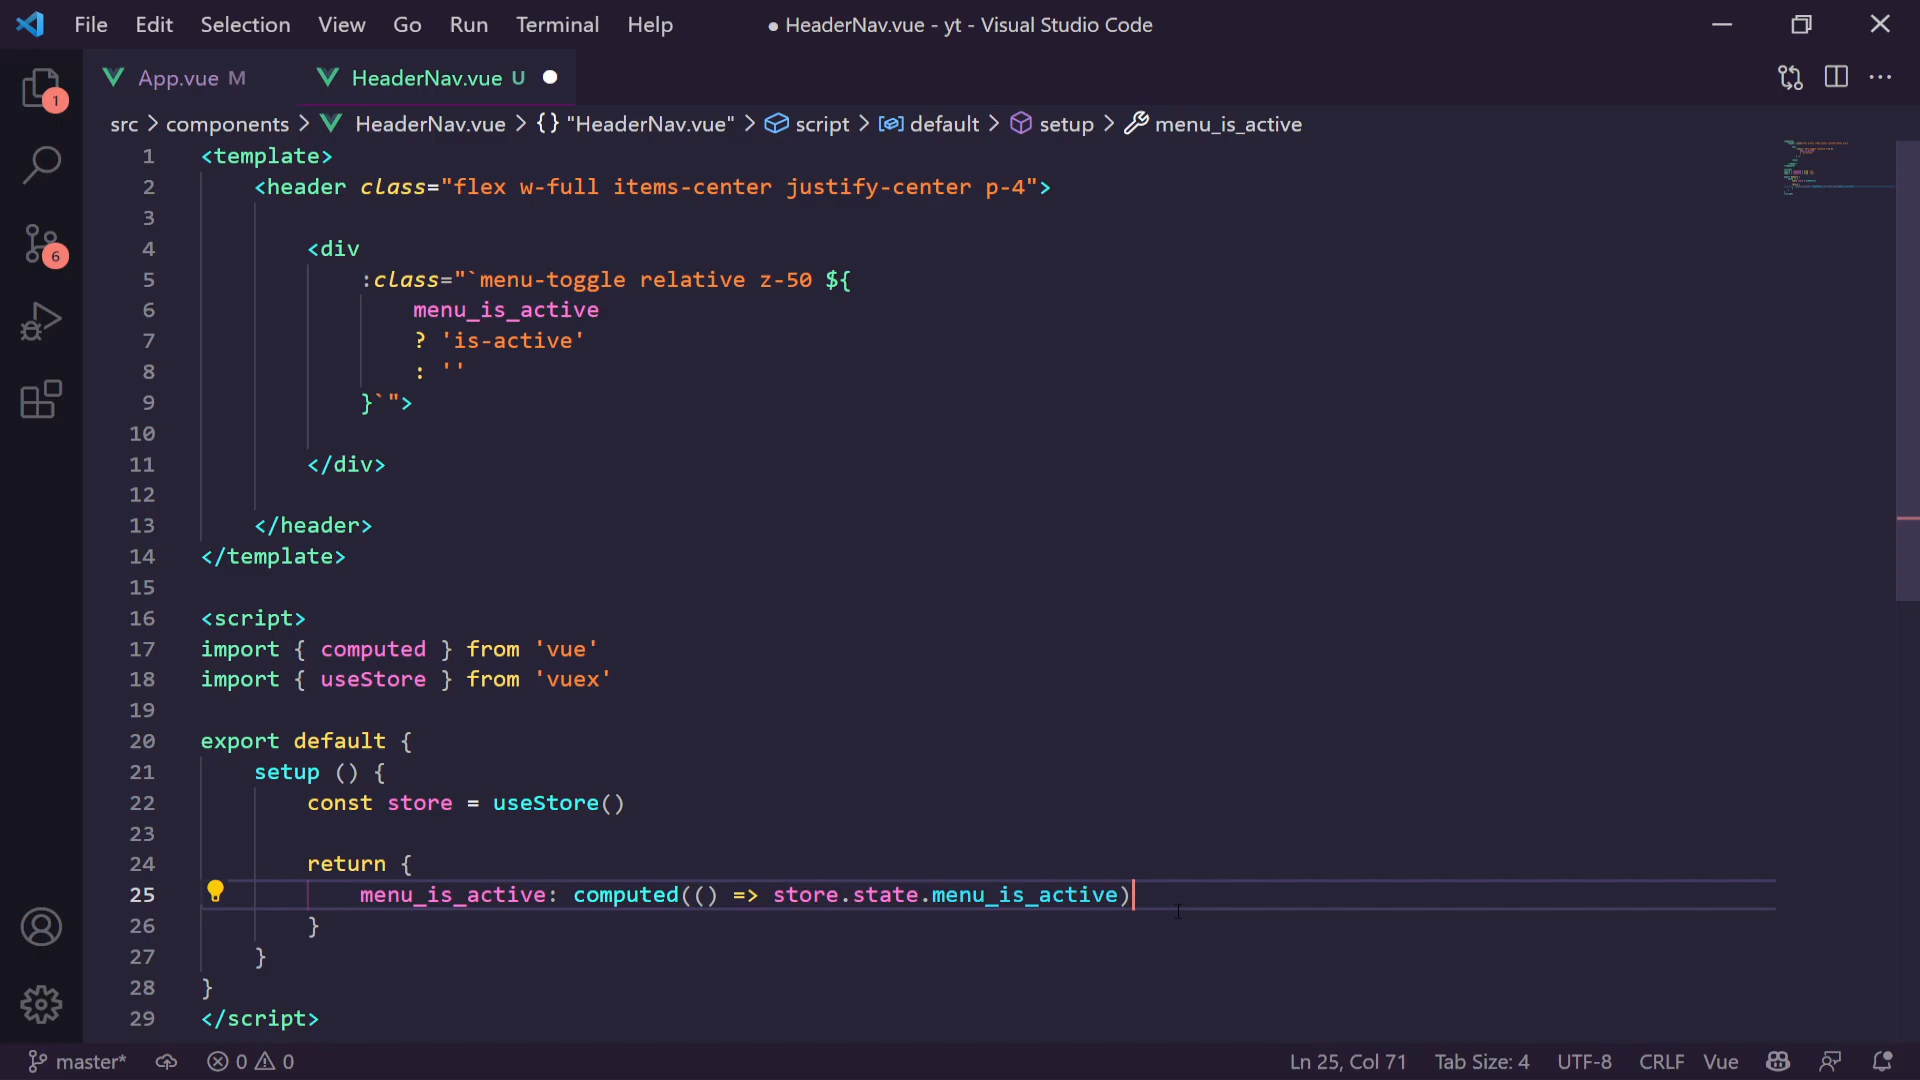 File Edit Selection View Go Run Terminal Help ● HeaderNav.vue - yt - Visual Studio Code
App.vue M HeaderNav.vue U
src > components > HeaderNav.vue > {} "HeaderNav.vue" > script > default > setup > menu_is_active
1 <template>
2 <header class="flex w-full items-center justify-center p-4">
3
4 <div
5 :class="`menu-toggle relative z-50 ${
6 menu_is_active
7 ? 'is-active'
8 : ''
9 }`">
10
11 </div>
12
13 </header>
14 </template>
15
16 <script>
17 import { computed } from 'vue'
18 import { useStore } from 'vuex'
19
20 export default {
21 setup () {
22 const store = useStore()
23
24 return {
25 menu_is_active: computed(() => store.state.menu_is_active)
26 }
27 }
28 }
29 </script>
1
6
master* 0 0 Ln 25, Col 71 Tab Size: 4 UTF-8 CRLF Vue